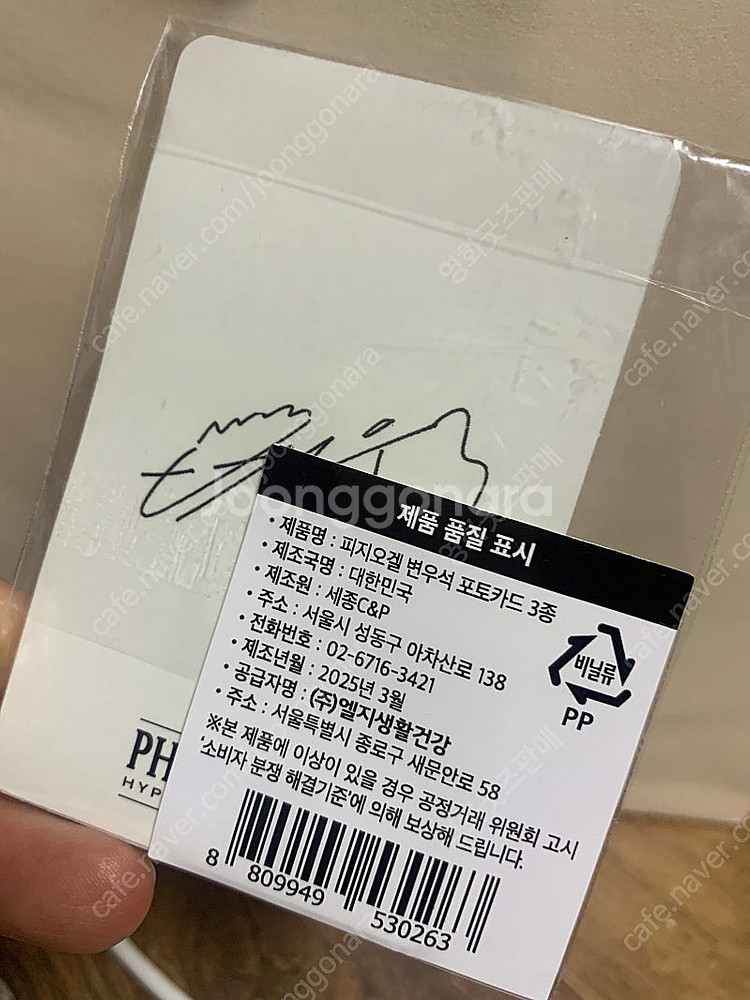 제품 품질 표시
· 제품명 : 피지오겔 변우석 포토카드 3종
· 제조국명 : 대한민국
· 제조원 : 세종C&P
· 주소 : 서울시 성동구 아차산로 138
· 전화번호 : 02-6716-3421
· 제조년월 : 2025년 3월
· 공급자명 : (주)엘지생활건강
· 주소 : 서울특별시 종로구 새문안로 58
※본 제품에 이상이 있을 경우 공정거래 위원회 고시
'소비자 분쟁 해결기준'에 의해 보상해 드립니다.
비닐류
PP
8 809949 530263
PH
HYP
Joonggonara
cafe.naver.com/joonggonara
영화굿즈판매